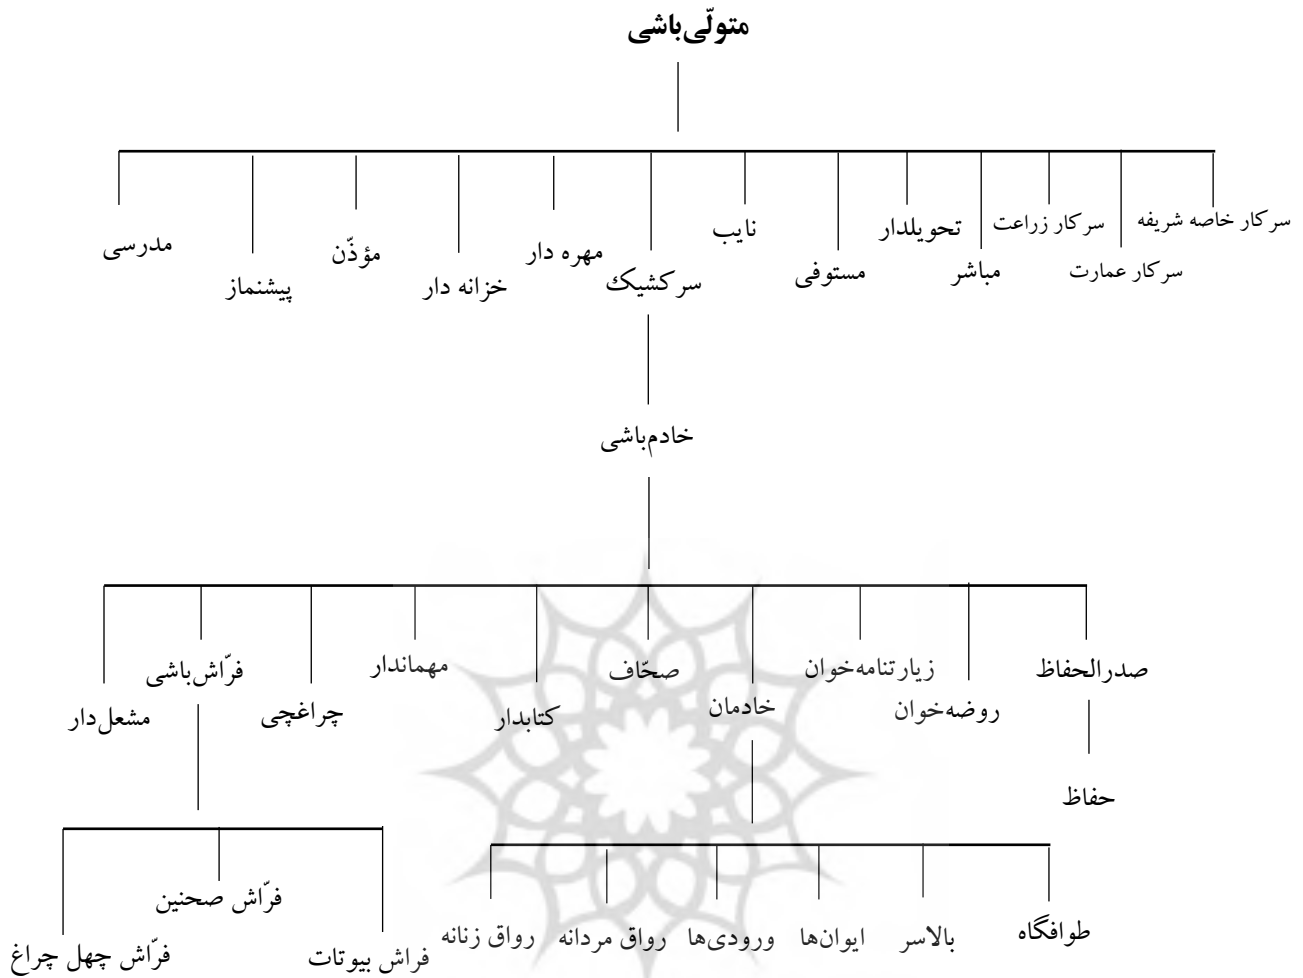 متولّی‌باشی
سرکار خاصه شریفه
سرکار عمارت
سرکار زراعت
مباشر
تحویلدار
مستوفی
نایب
سرکشیک
مهره دار
خزانه دار
مؤذّن
پیشنماز
مدرسی
خادم‌باشی
صدرالحفاظ
روضه‌خوان
زیارتنامه‌خوان
خادمان
صحّاف
کتابدار
مهماندار
چراغچی
فرّاش‌باشی
مشعل‌دار
حفاظ
طوافگاه
بالاسر
ایوان‌ها
ورودی‌ها
رواق مردانه
رواق زنانه
فراش بیوتات
فرّاش صحنین
فرّاش چهل چراغ